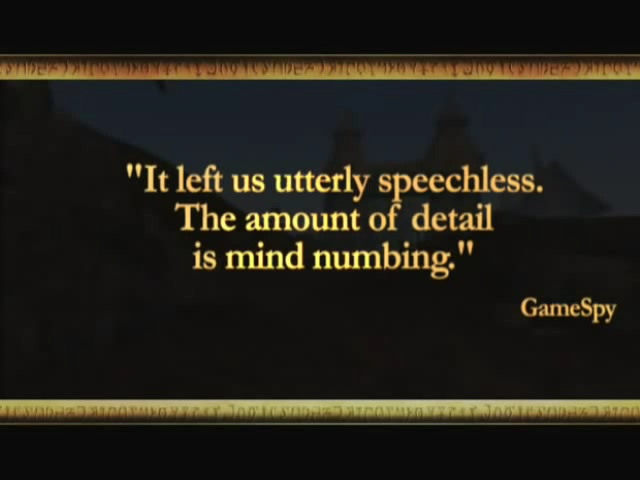 "It left us utterly speechless.
The amount of detail
is mind numbing."
GameSpy